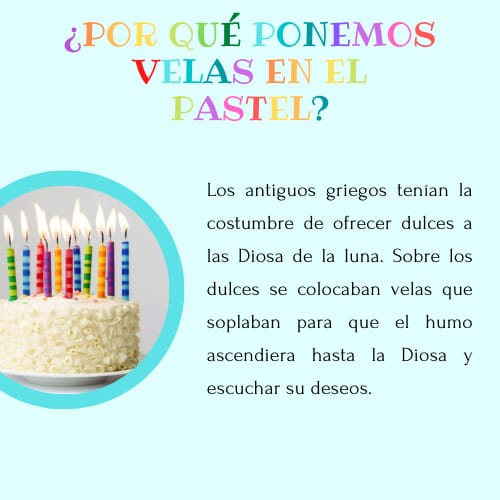 ¿POR QUÉ PONEMOS
VELAS EN EL
PASTEL?
Los antiguos griegos tenían la
costumbre de ofrecer dulces a
las Diosa de la luna. Sobre los
dulces se colocaban velas que
soplaban para que el humo
ascendiera hasta la Diosa y
escuchar su deseos.